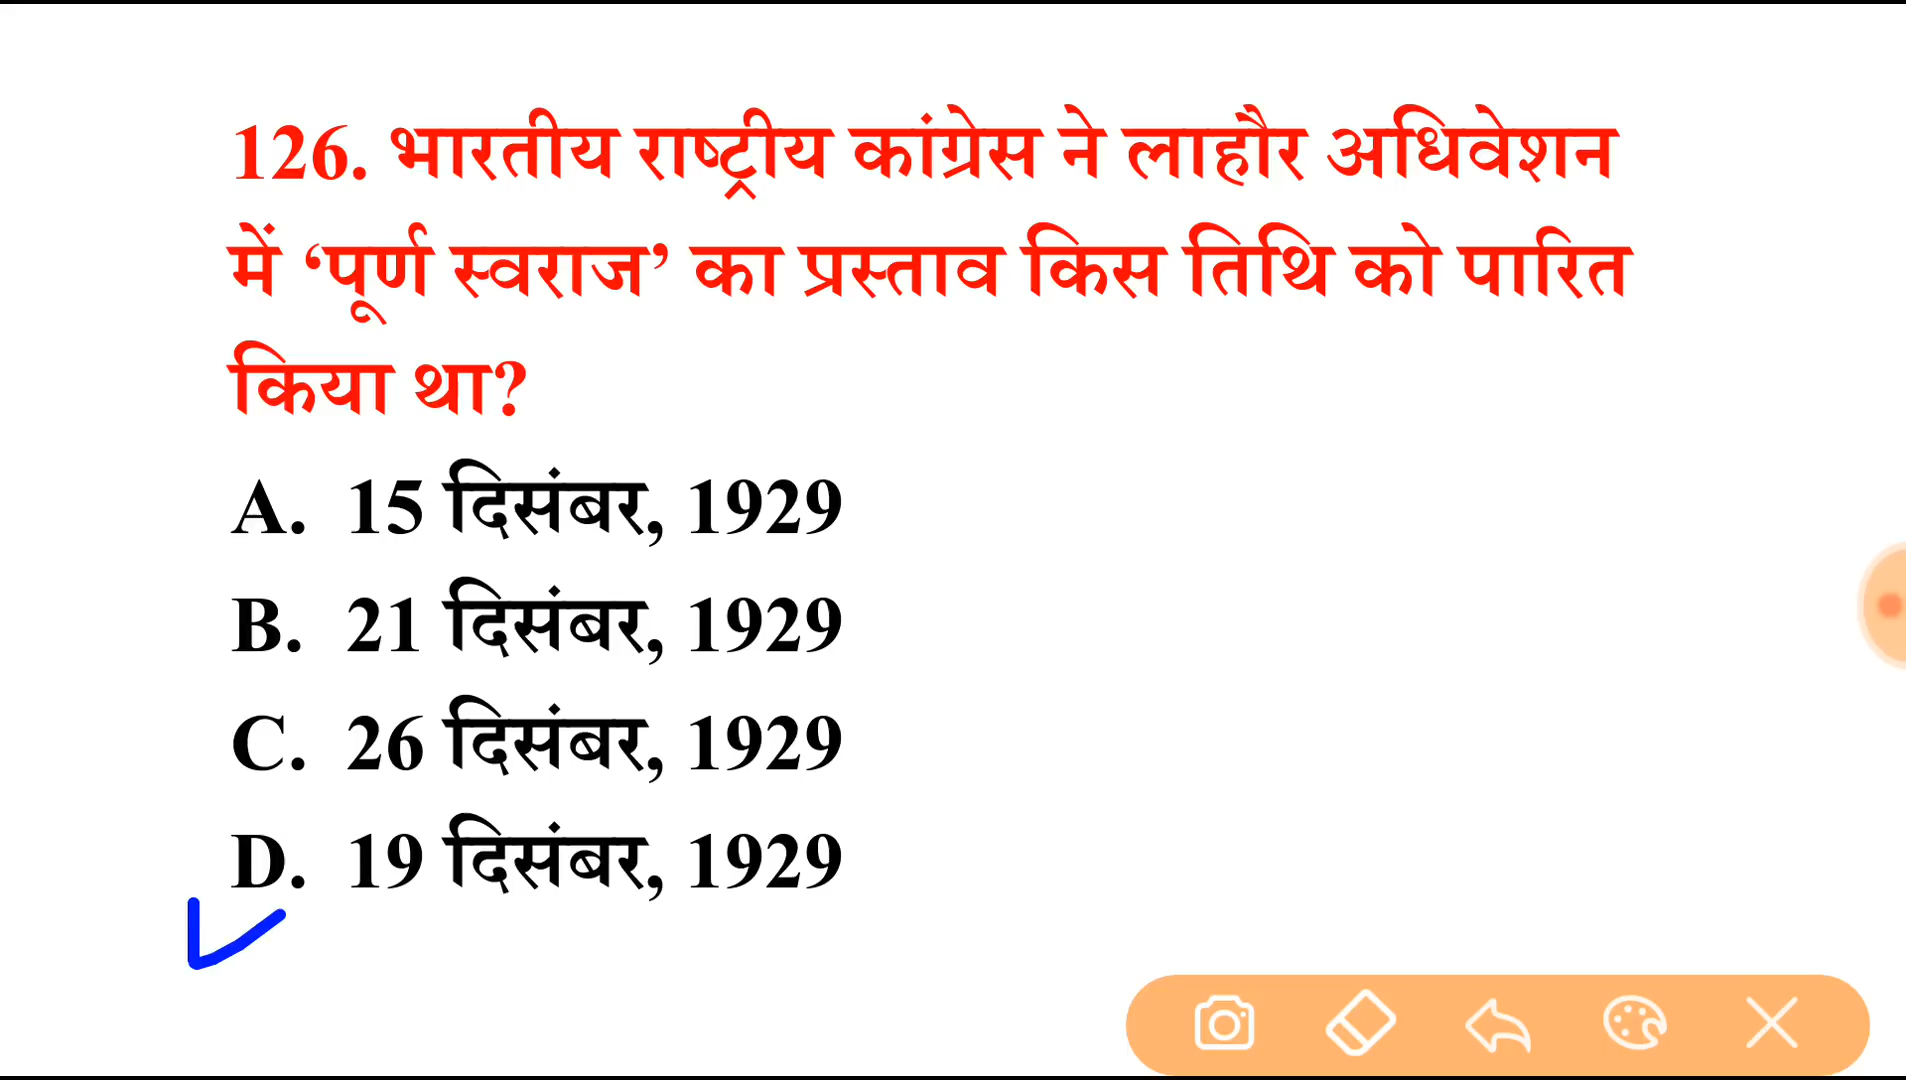 126. भारतीय राष्ट्रीय कांग्रेस ने लाहौर अधिवेशन
में ‘पूर्ण स्वराज’ का प्रस्ताव किस तिथि को पारित
किया था?
A. 15 दिसंबर, 1929
B. 21 दिसंबर, 1929
C. 26 दिसंबर, 1929
D. 19 दिसंबर, 1929